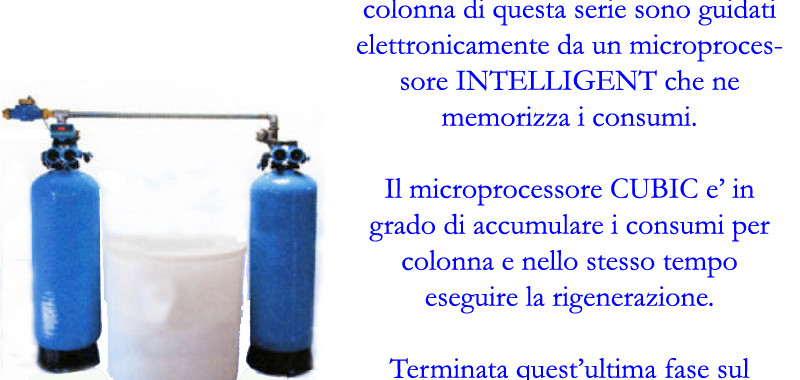 colonna di questa serie sono guidati
elettronicamente da un microproces-
sore INTELLIGENT che ne
memorizza i consumi.
Il microprocessore CUBIC e’ in
grado di accumulare i consumi per
colonna e nello stesso tempo
eseguire la rigenerazione.
Terminata quest’ultima fase sul